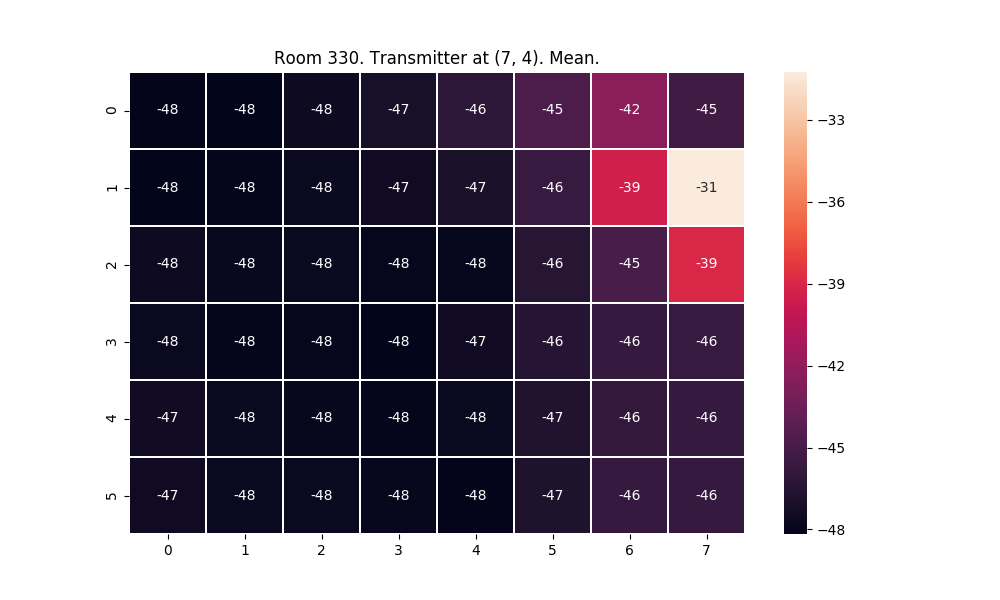 Room 330. Transmitter at (7, 4). Mean.
0 -48 -48 -48 -47 -46 -45 -42 -45
1 -48 -48 -48 -47 -47 -46 -39 -31
2 -48 -48 -48 -48 -48 -46 -45 -39
3 -48 -48 -48 -48 -47 -46 -46 -46
4 -47 -48 -48 -48 -48 -47 -46 -46
5 -47 -48 -48 -48 -48 -47 -46 -46
0 1 2 3 4 5 6 7
−33
−36
−39
−42
−45
−48